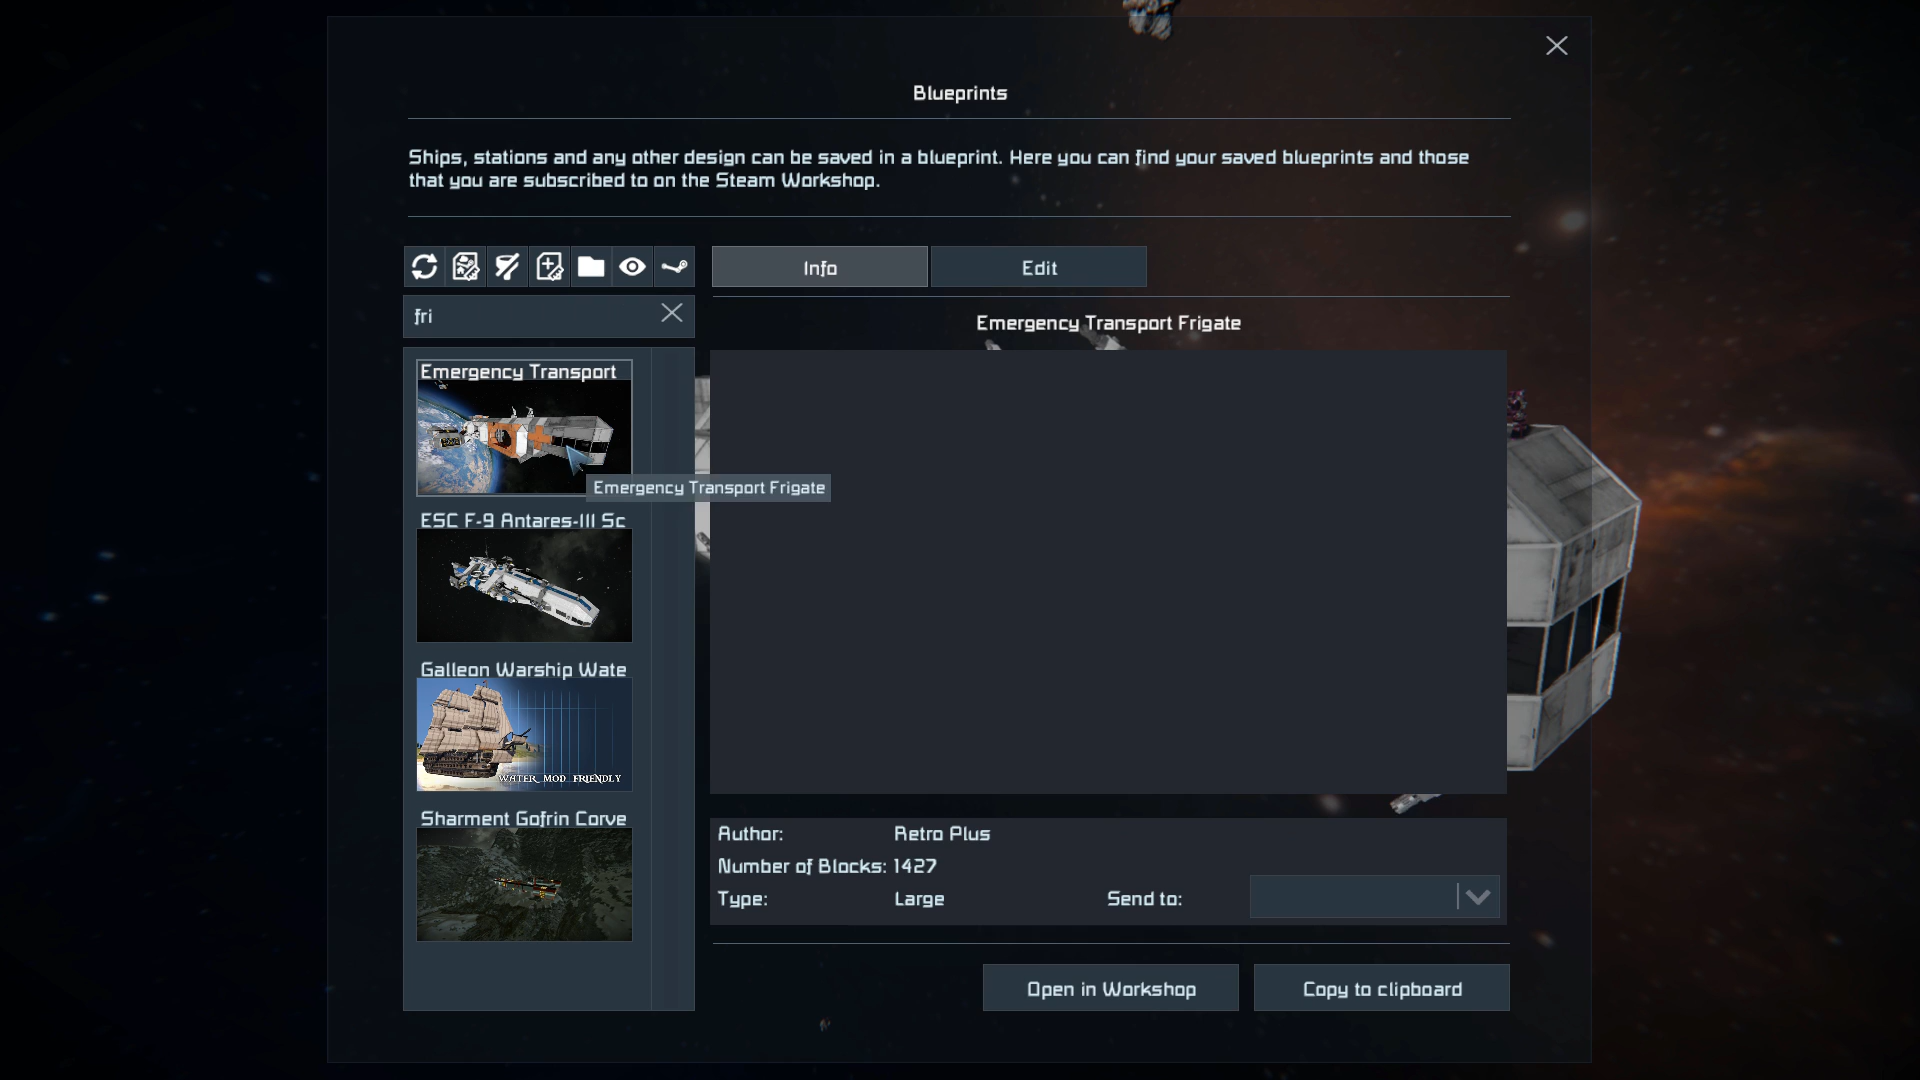 Blueprints
Ships, stations and any other design can be saved in a blueprint. Here you can find your saved blueprints and those
that you are subscribed to on the Steam Workshop.
Info
Edit
fri
Emergency Transport Frigate
Emergency Transport
Emergency Transport Frigate
ESC F-9 Antares-III Sc
Galleon Warship Wate
WATER MOD FRIENDLY
Sharment Gofrin Corve
Author: Retro Plus
Number of Blocks: 1427
Type: Large
Send to:
Open in Workshop
Copy to clipboard